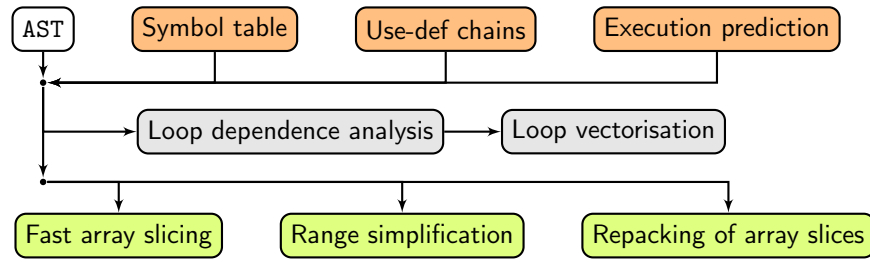 AST
Symbol table
Use-def chains
Execution prediction
Loop dependence analysis
Loop vectorisation
Fast array slicing
Range simplification
Repacking of array slices